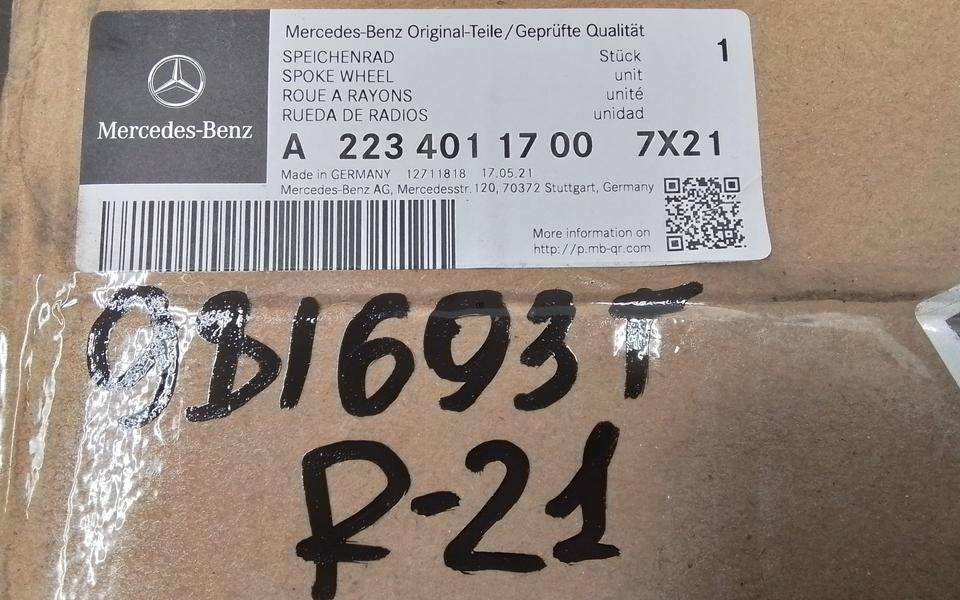 Mercedes-Benz Original-Teile/Geprüfte Qualität
SPEICHENRAD Stück 1
SPOKE WHEEL unit
ROUE A RAYONS unité
RUEDA DE RADIOS unidad
Mercedes-Benz
A 223 401 17 00 7X21
Made in GERMANY 12711818 17.05.21
Mercedes-Benz AG, Mercedesstr. 120, 70372 Stuttgart, Germany
More information on
http://p.mb-qr.com
9B1693T
R-21